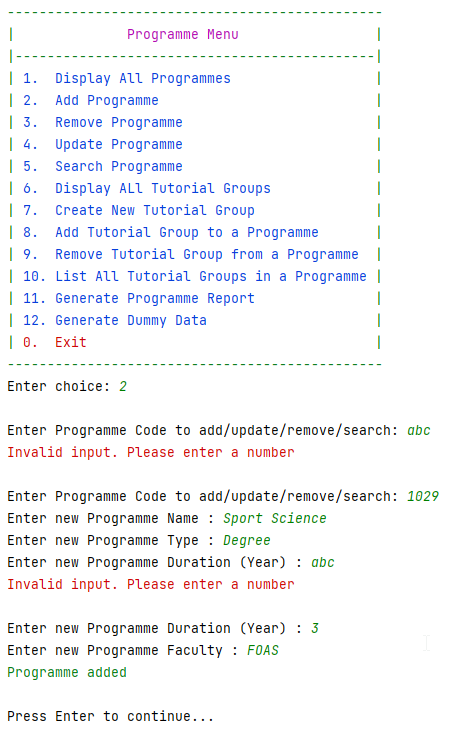 -----------------------------------------------
|              Programme Menu                 |
|---------------------------------------------|
| 1.  Display All Programmes                  |
| 2.  Add Programme                           |
| 3.  Remove Programme                        |
| 4.  Update Programme                        |
| 5.  Search Programme                        |
| 6.  Display ALl Tutorial Groups             |
| 7.  Create New Tutorial Group               |
| 8.  Add Tutorial Group to a Programme       |
| 9.  Remove Tutorial Group from a Programme  |
| 10. List All Tutorial Groups in a Programme |
| 11. Generate Programme Report               |
| 12. Generate Dummy Data                     |
| 0.  Exit                                    |
-----------------------------------------------
Enter choice: 2
Enter Programme Code to add/update/remove/search: abc
Invalid input. Please enter a number
Enter Programme Code to add/update/remove/search: 1029
Enter new Programme Name : Sport Science
Enter new Programme Type : Degree
Enter new Programme Duration (Year) : abc
Invalid input. Please enter a number
Enter new Programme Duration (Year) : 3
Enter new Programme Faculty : FOAS
Programme added
Press Enter to continue...